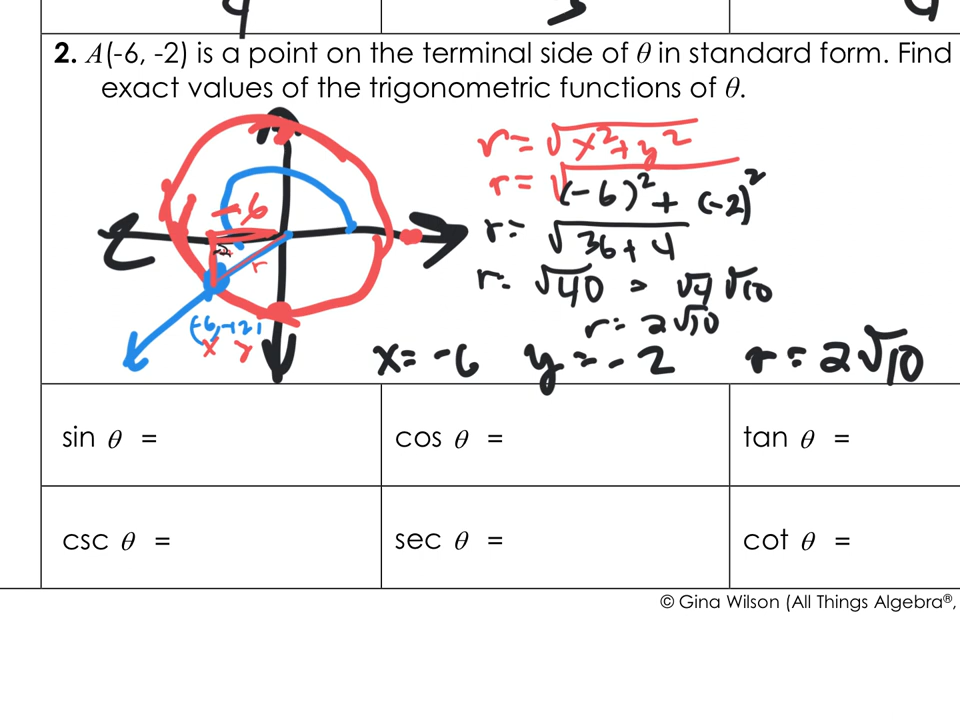 2. A(-6, -2) is a point on the terminal side of θ in standard form. Find
exact values of the trigonometric functions of θ.
r = √x²+y²
r = √(-6)² + (-2)²
r = √36 + 4
r = √40 = √4 √10
r = 2√10
-6
r
(-6, -2)
x y
x = -6 y = -2 r = 2√10
sin θ = cos θ = tan θ =
csc θ = sec θ = cot θ =
© Gina Wilson (All Things Algebra®,